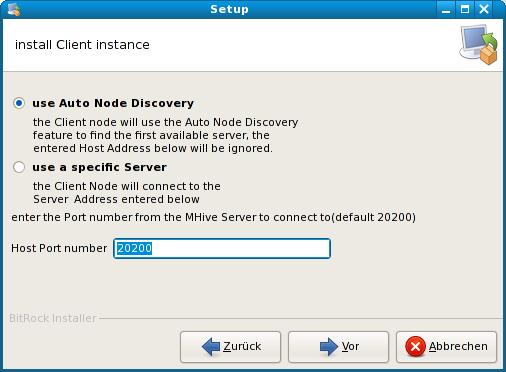 Setup
install Client instance
use Auto Node Discovery
the Client node will use the Auto Node Discovery
feature to find the first available server, the
entered Host Address below will be ignored.
use a specific Server
the Client Node will connect to the
Server Address entered below
enter the Port number from the MHive Server to connect to(default 20200)
Host Port number 20200
BitRock Installer
Zurück Vor Abbrechen